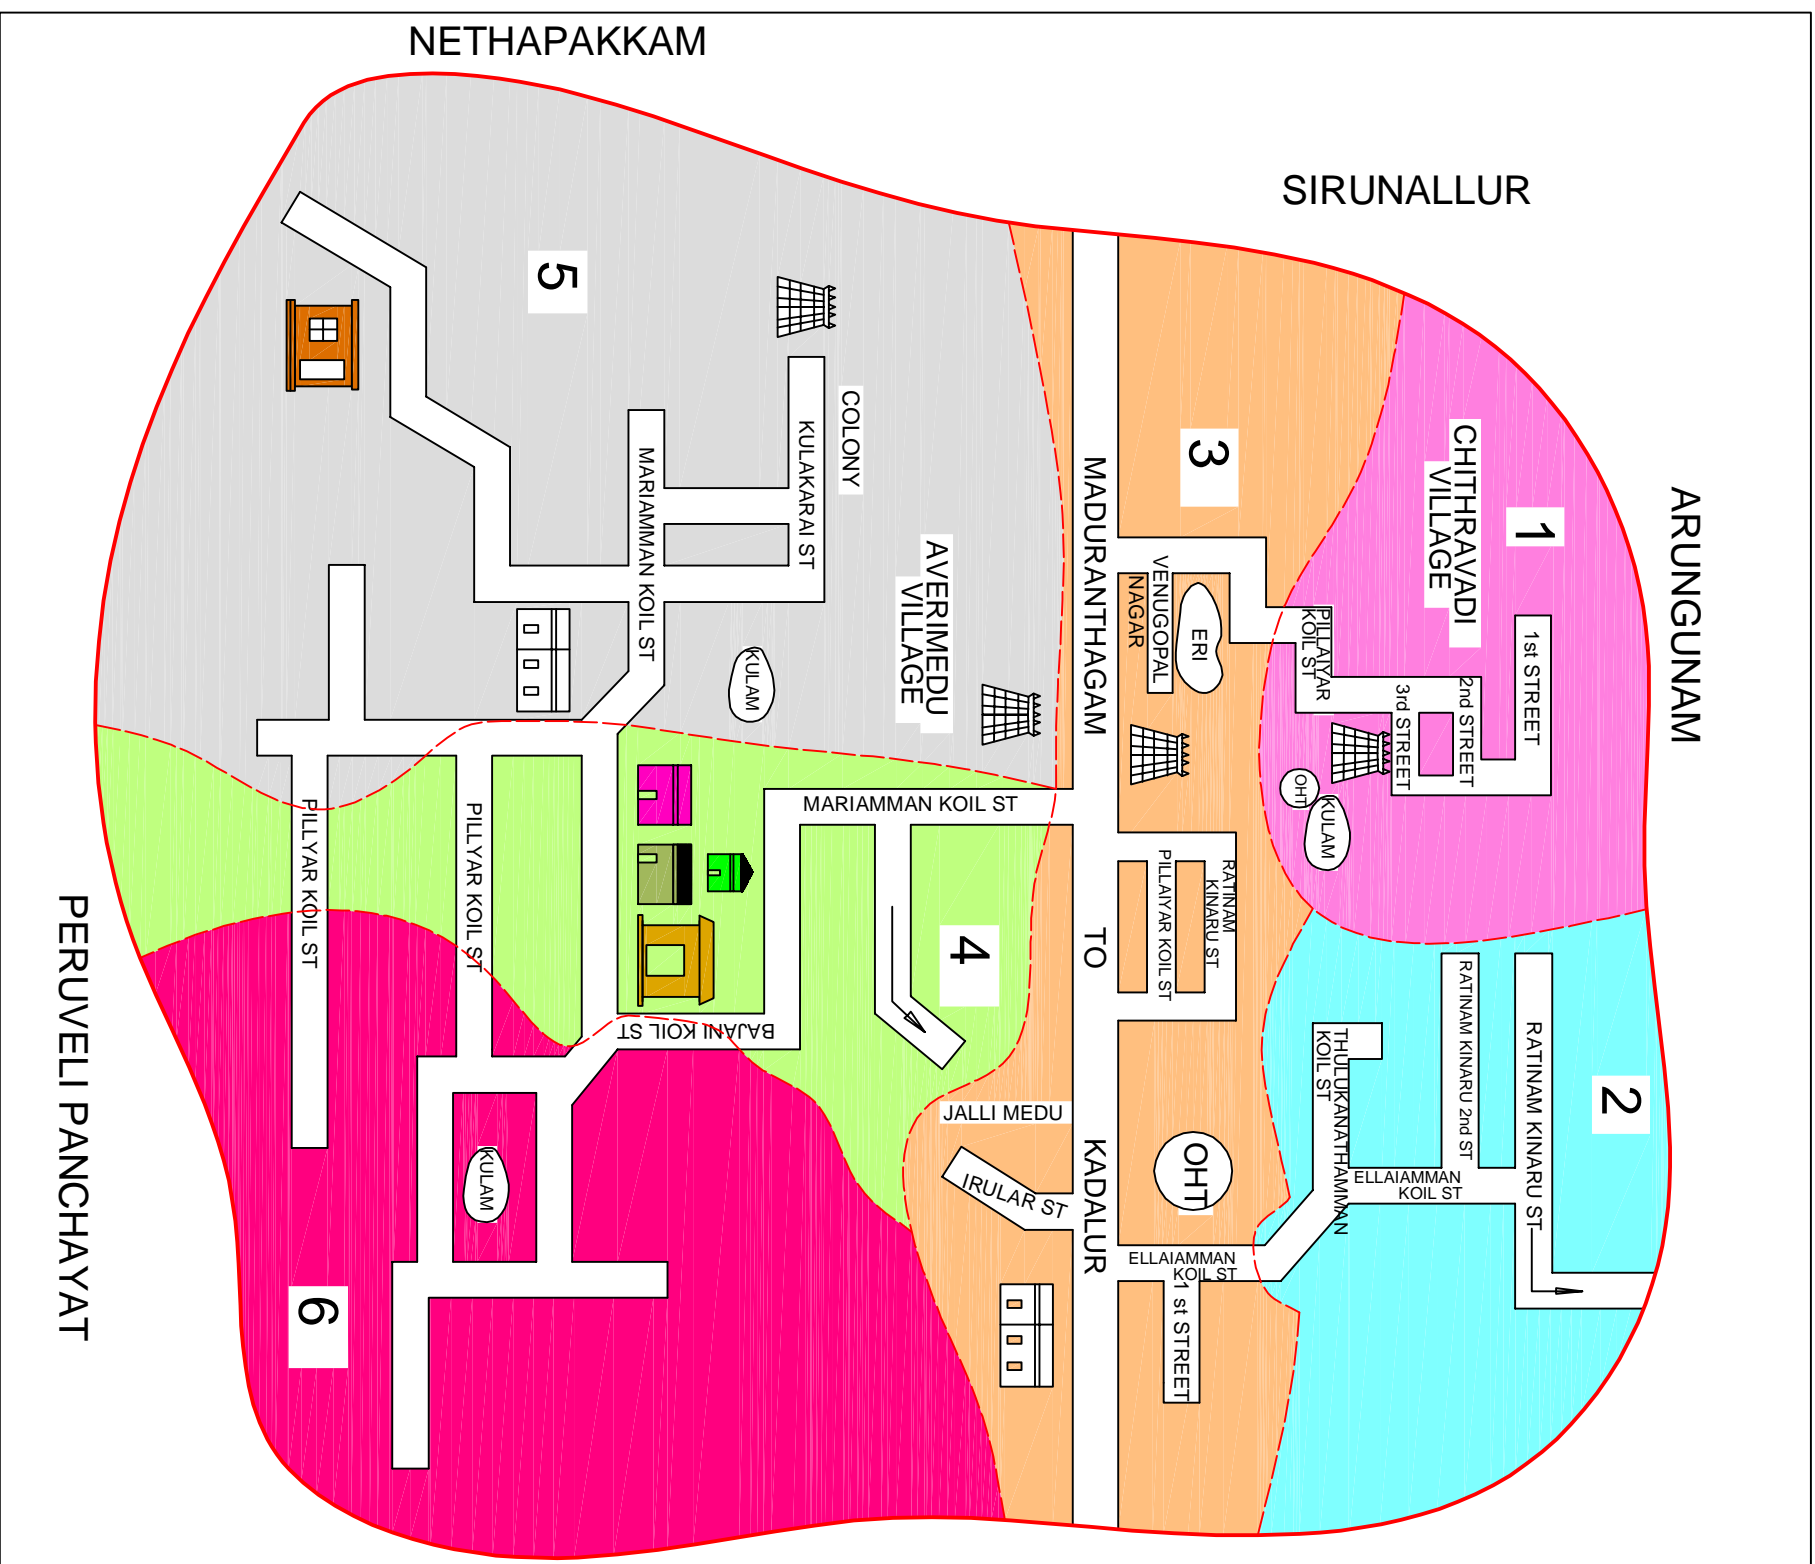 NETHAPAKKAM
SIRUNALLUR
ARUNGUNAM
PERUVELI PANCHAYAT
1
CHITHRAVADI
VILLAGE
1st STREET
2nd STREET
3rd STREET
PILLAIYAR
KOIL ST
OHT
KULAM
3
VENUGOPAL
NAGAR
ERI
MADURANTHAGAM
TO
KADALUR
RATINAM
KINARU ST
PILLAIYAR KOIL ST
OHT
ELLAIAMMAN
KOIL ST
1 st STREET
JALLI MEDU
IRULAR ST
2
RATINAM KINARU ST
RATINAM KINARU 2nd ST
THULUKANATHAMMAN
KOIL ST
ELLAIAMMAN
KOIL ST
5
COLONY
KULAKARAI ST
MARIAMMAN KOIL ST
AVERIMEDU
VILLAGE
KULAM
4
MARIAMMAN KOIL ST
BAJANI KOIL ST
PILLYAR KOIL ST
PILLYAR KOIL ST
6
KULAM